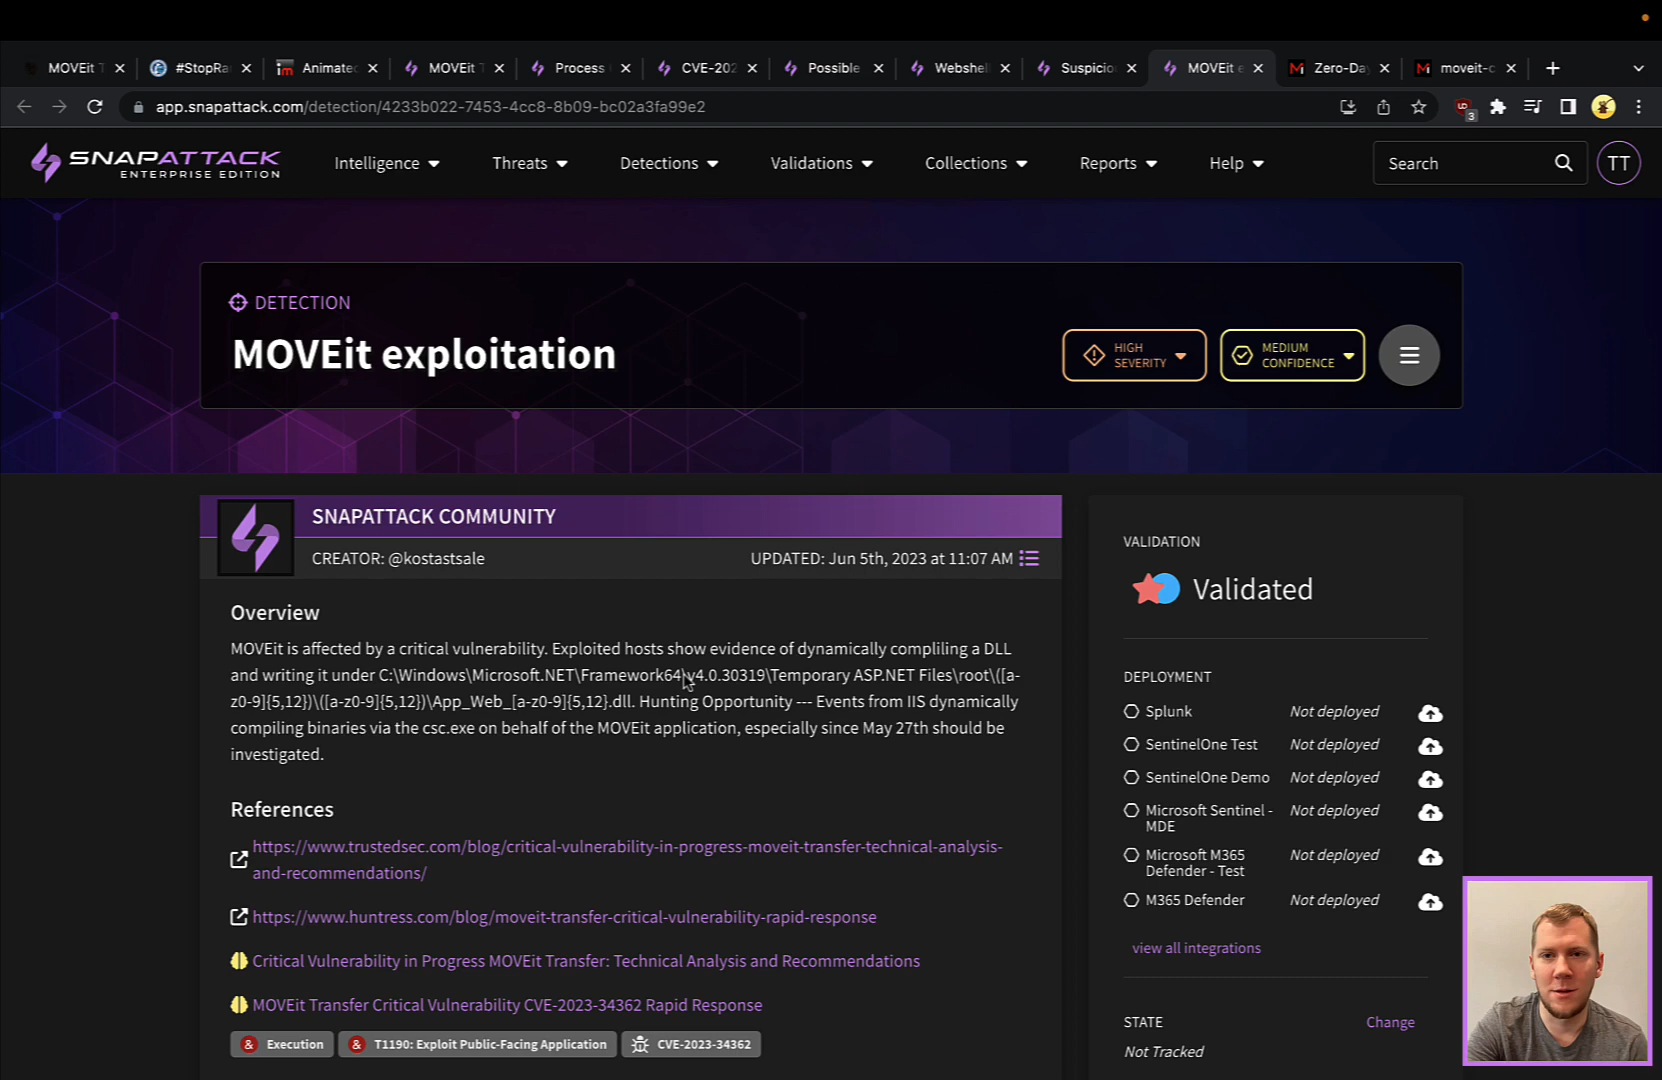 MOVEit T
#StopRa
Animated
MOVEit T
Process
CVE-202
Possible
Webshell
Suspicio
MOVEit e
Zero-Da
moveit-c
app.snapattack.com/detection/4233b022-7453-4cc8-8b09-bc02a3fa99e2
3
SNAPATTACK
ENTERPRISE EDITION
Intelligence
Threats
Detections
Validations
Collections
Reports
Help
Search
TT
DETECTION
MOVEit exploitation
HIGH
SEVERITY
MEDIUM
CONFIDENCE
SNAPATTACK COMMUNITY
CREATOR: @kostastsale
UPDATED: Jun 5th, 2023 at 11:07 AM
Overview
MOVEit is affected by a critical vulnerability. Exploited hosts show evidence of dynamically compliling a DLL
and writing it under C:\Windows\Microsoft.NET\Framework64\v4.0.30319\Temporary ASP.NET Files\root\([a-
z0-9]{5,12})\([a-z0-9]{5,12})\App_Web_[a-z0-9]{5,12}.dll. Hunting Opportunity --- Events from IIS dynamically
compiling binaries via the csc.exe on behalf of the MOVEit application, especially since May 27th should be
investigated.
References
https://www.trustedsec.com/blog/critical-vulnerability-in-progress-moveit-transfer-technical-analysis-
and-recommendations/
https://www.huntress.com/blog/moveit-transfer-critical-vulnerability-rapid-response
Critical Vulnerability in Progress MOVEit Transfer: Technical Analysis and Recommendations
MOVEit Transfer Critical Vulnerability CVE-2023-34362 Rapid Response
Execution
T1190: Exploit Public-Facing Application
CVE-2023-34362
VALIDATION
Validated
DEPLOYMENT
Splunk Not deployed
SentinelOne Test Not deployed
SentinelOne Demo Not deployed
Microsoft Sentinel - Not deployed
MDE
Microsoft M365 Not deployed
Defender - Test
M365 Defender Not deployed
view all integrations
STATE Change
Not Tracked